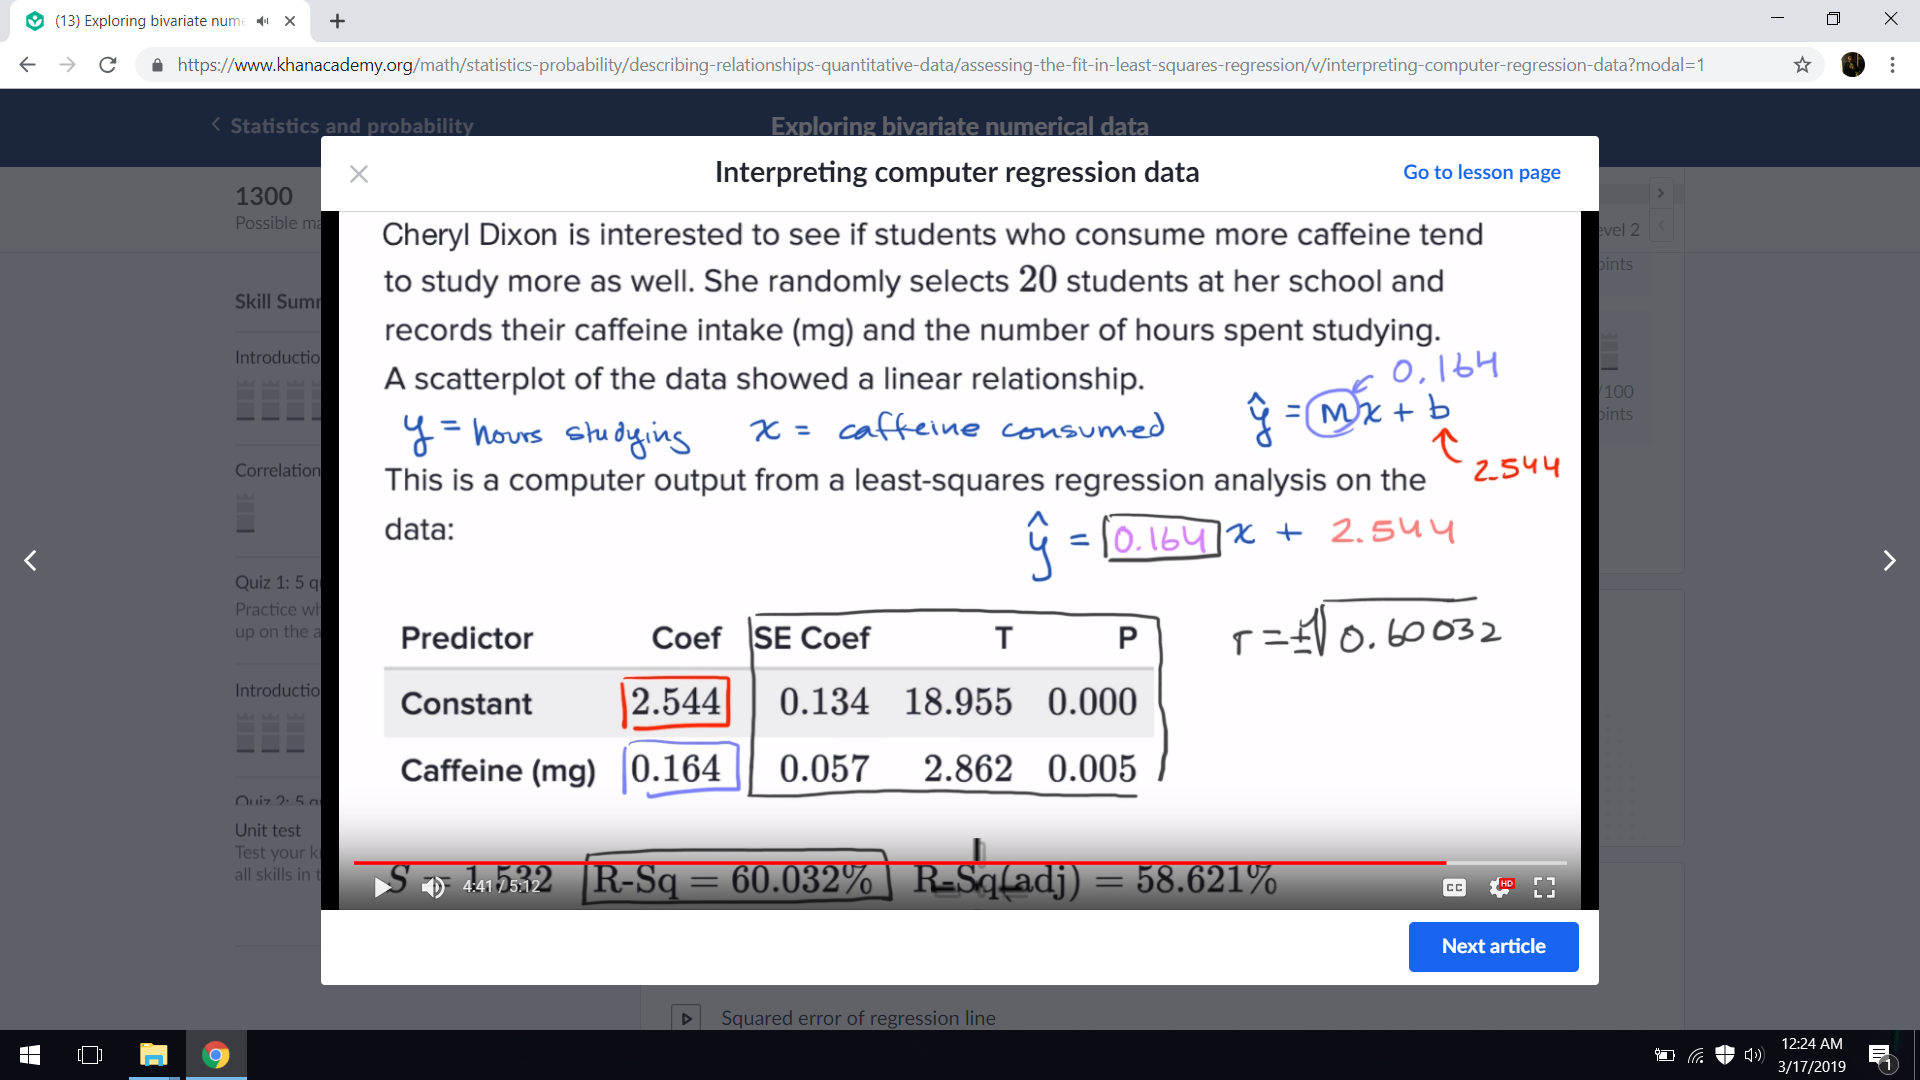 (13) Exploring bivariate nume
https://www.khanacademy.org/math/statistics-probability/describing-relationships-quantitative-data/assessing-the-fit-in-least-squares-regression/v/interpreting-computer-regression-data?modal=1
Statistics and probability
Exploring bivariate numerical data
Interpreting computer regression data
Go to lesson page
1300
Possible ma
evel 2
oints
Skill Summ
Introductio
/100
oints
Correlation
Quiz 1: 5 q
Practice wh
up on the a
Introductio
Quiz 2: 5 q
Unit test
Test your k
all skills in t
Cheryl Dixon is interested to see if students who consume more caffeine tend
to study more as well. She randomly selects 20 students at her school and
records their caffeine intake (mg) and the number of hours spent studying.
A scatterplot of the data showed a linear relationship.
0.164
y = hours studying x = caffeine consumed ŷ = mx + b
2.544
This is a computer output from a least-squares regression analysis on the
data:
ŷ = 0.164 x + 2.544
r = ±√0.60032
Predictor Coef SE Coef T P
Constant 2.544 0.134 18.955 0.000
Caffeine (mg) 0.164 0.057 2.862 0.005
S = 1.532 R-Sq = 60.032% R-Sq(adj) = 58.621%
4:41 / 5:12
CC
HD
Next article
Squared error of regression line
12:24 AM
3/17/2019
1